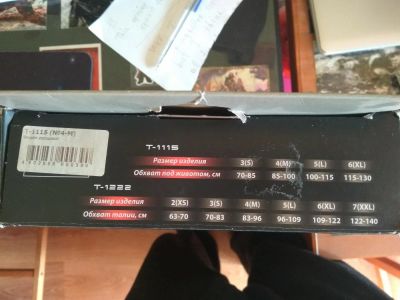 T-1115 (№4-M)
T-1115
Размер изделия 3(S) 4(M) 5(L) 6(XL)
Обхват под животом, см 70-85 85-100 100-115 115-130
T-1222
Размер изделия 2(XS) 3(S) 4(M) 5(L) 6(XL) 7(XXL)
Обхват талии, см 63-70 70-83 83-96 96-109 109-122 122-140